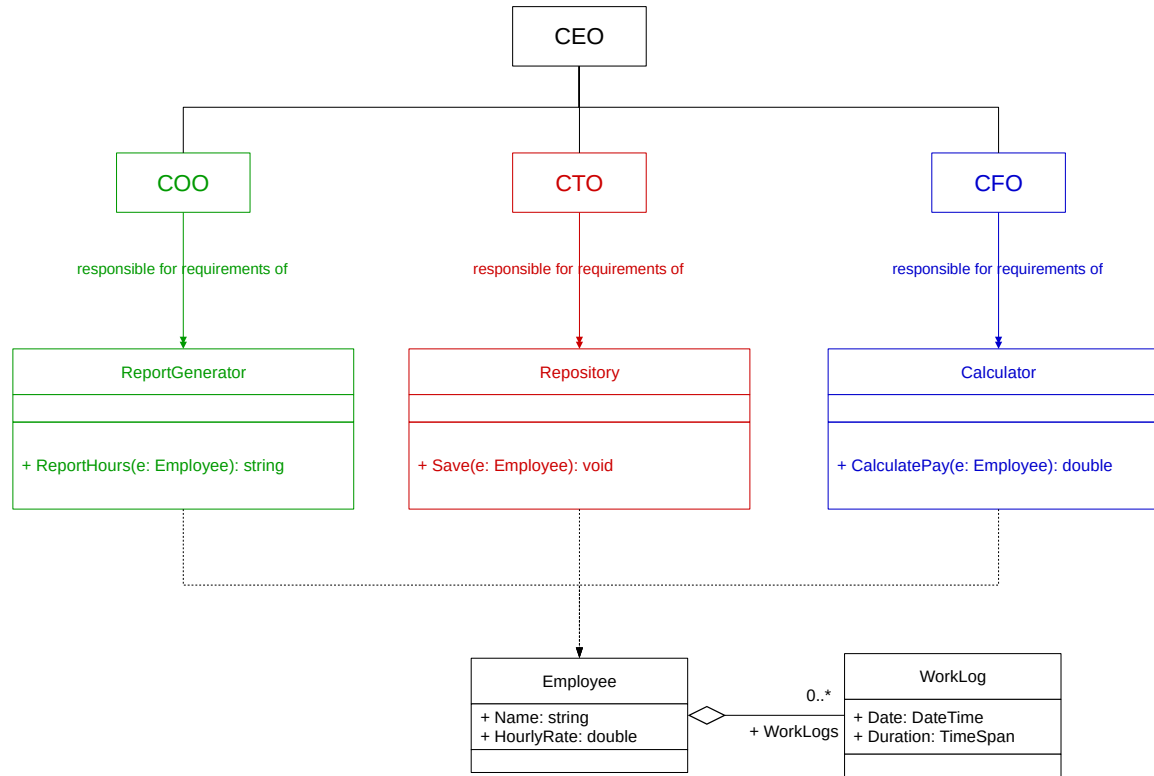 CEO
COO
CTO
CFO
responsible for requirements of
responsible for requirements of
responsible for requirements of
ReportGenerator
+ ReportHours(e: Employee): string
Repository
+ Save(e: Employee): void
Calculator
+ CalculatePay(e: Employee): double
Employee
+ Name: string
+ HourlyRate: double
0..*
+ WorkLogs
WorkLog
+ Date: DateTime
+ Duration: TimeSpan